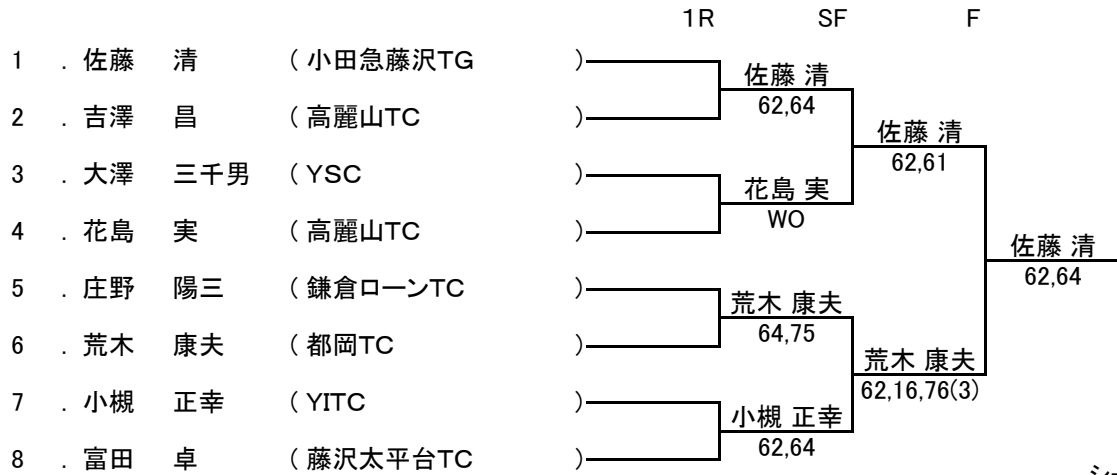 1R SF F
1 . 佐藤 清 ( 小田急藤沢TG )
佐藤 清
2 . 吉澤 昌 ( 高麗山TC ) 62,64
佐藤 清
3 . 大澤 三千男 ( YSC ) 62,61
花島 実
4 . 花島 実 ( 高麗山TC ) WO
佐藤 清
5 . 庄野 陽三 ( 鎌倉ローンTC ) 62,64
荒木 康夫
6 . 荒木 康夫 ( 都岡TC ) 64,75
荒木 康夫
7 . 小槻 正幸 ( YITC ) 62,16,76(3)
小槻 正幸
8 . 富田 卓 ( 藤沢太平台TC ) 62,64